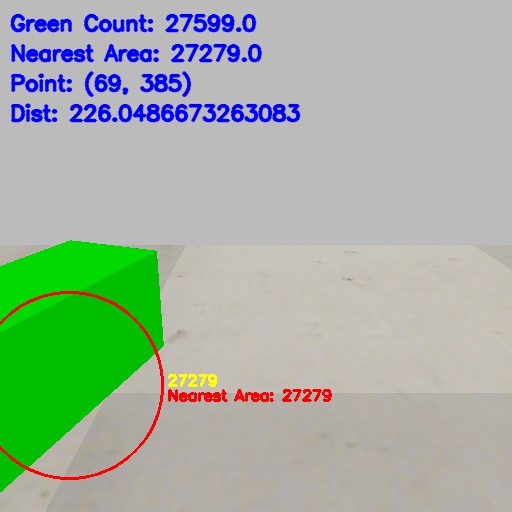 Green Count: 27599.0
Nearest Area: 27279.0
Point: (69, 385)
Dist: 226.0486673263083
27279
Nearest Area: 27279